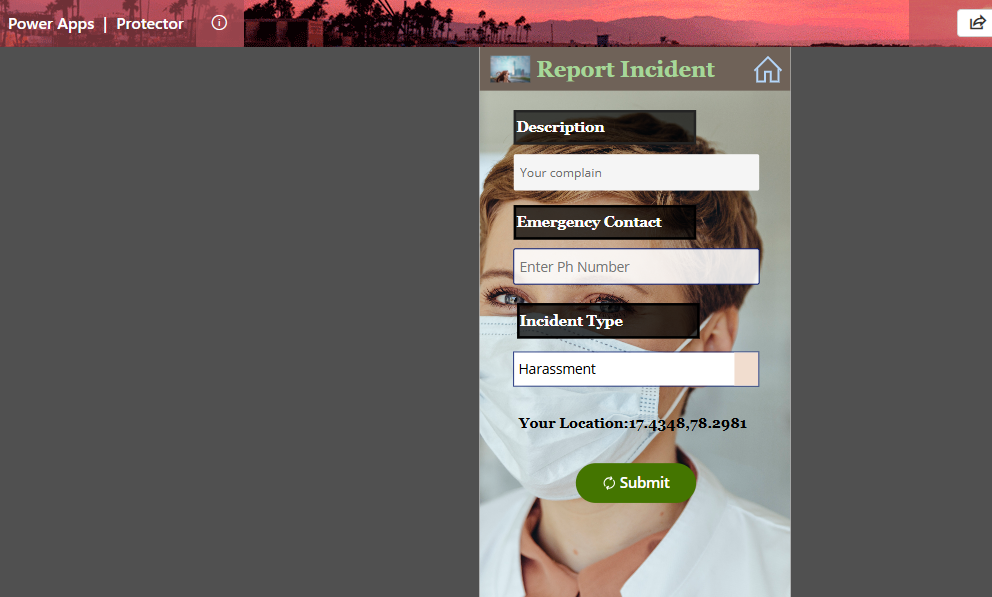 Power Apps | Protector
Report Incident
Description
Your complain
Emergency Contact
Enter Ph Number
Incident Type
Harassment
Your Location:17.4348,78.2981
Submit